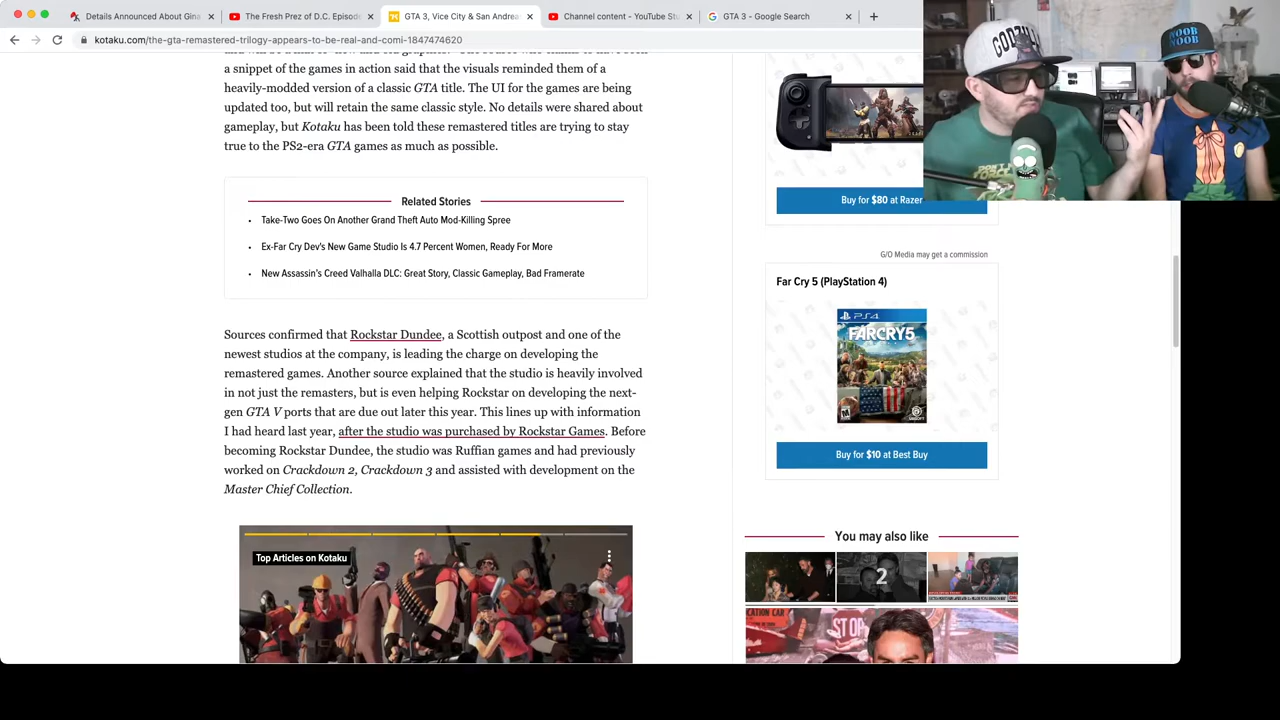 Details Announced About Gina
The Fresh Prez of D.C. Episode
GTA 3, Vice City & San Andrea
Channel content - YouTube Stu
GTA 3 - Google Search
kotaku.com/the-gta-remastered-trilogy-appears-to-be-real-and-comi-1847474620
a snippet of the games in action said that the visuals reminded them of a
heavily-modded version of a classic GTA title. The UI for the games are being
updated too, but will retain the same classic style. No details were shared about
gameplay, but Kotaku has been told these remastered titles are trying to stay
true to the PS2-era GTA games as much as possible.
Related Stories
• Take-Two Goes On Another Grand Theft Auto Mod-Killing Spree
• Ex-Far Cry Dev's New Game Studio Is 4.7 Percent Women, Ready For More
• New Assassin's Creed Valhalla DLC: Great Story, Classic Gameplay, Bad Framerate
Sources confirmed that Rockstar Dundee, a Scottish outpost and one of the
newest studios at the company, is leading the charge on developing the
remastered games. Another source explained that the studio is heavily involved
in not just the remasters, but is even helping Rockstar on developing the next-
gen GTA V ports that are due out later this year. This lines up with information
I had heard last year, after the studio was purchased by Rockstar Games. Before
becoming Rockstar Dundee, the studio was Ruffian games and had previously
worked on Crackdown 2, Crackdown 3 and assisted with development on the
Master Chief Collection.
Top Articles on Kotaku
Buy for $80 at Razer
G/O Media may get a commission
Far Cry 5 (PlayStation 4)
PS4
FARCRY5
M
UBISOFT
Buy for $10 at Best Buy
You may also like
2
STOP
GODZILLA
NOOB
NOOB